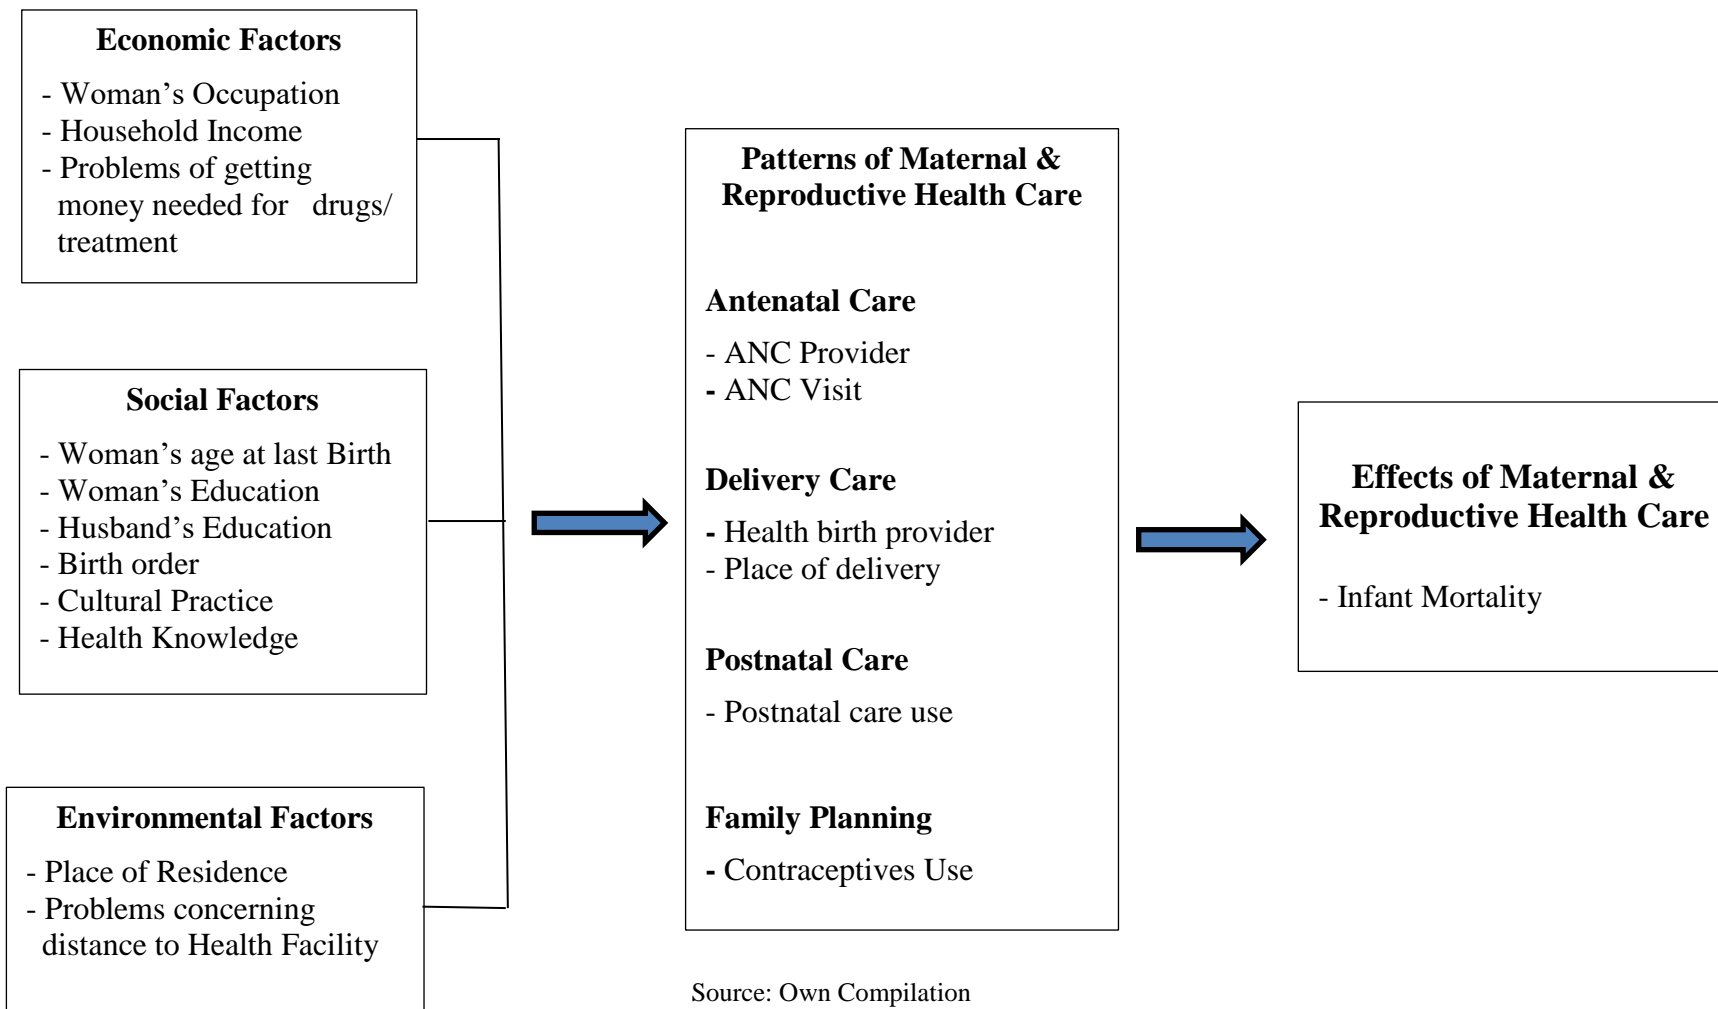 Economic Factors
- Woman’s Occupation
- Household Income
- Problems of getting
money needed for drugs/
treatment
Social Factors
- Woman’s age at last Birth
- Woman’s Education
- Husband’s Education
- Birth order
- Cultural Practice
- Health Knowledge
Environmental Factors
- Place of Residence
- Problems concerning
distance to Health Facility
Patterns of Maternal &
Reproductive Health Care
Antenatal Care
- ANC Provider
- ANC Visit
Delivery Care
- Health birth provider
- Place of delivery
Postnatal Care
- Postnatal care use
Family Planning
- Contraceptives Use
Effects of Maternal &
Reproductive Health Care
- Infant Mortality
Source: Own Compilation